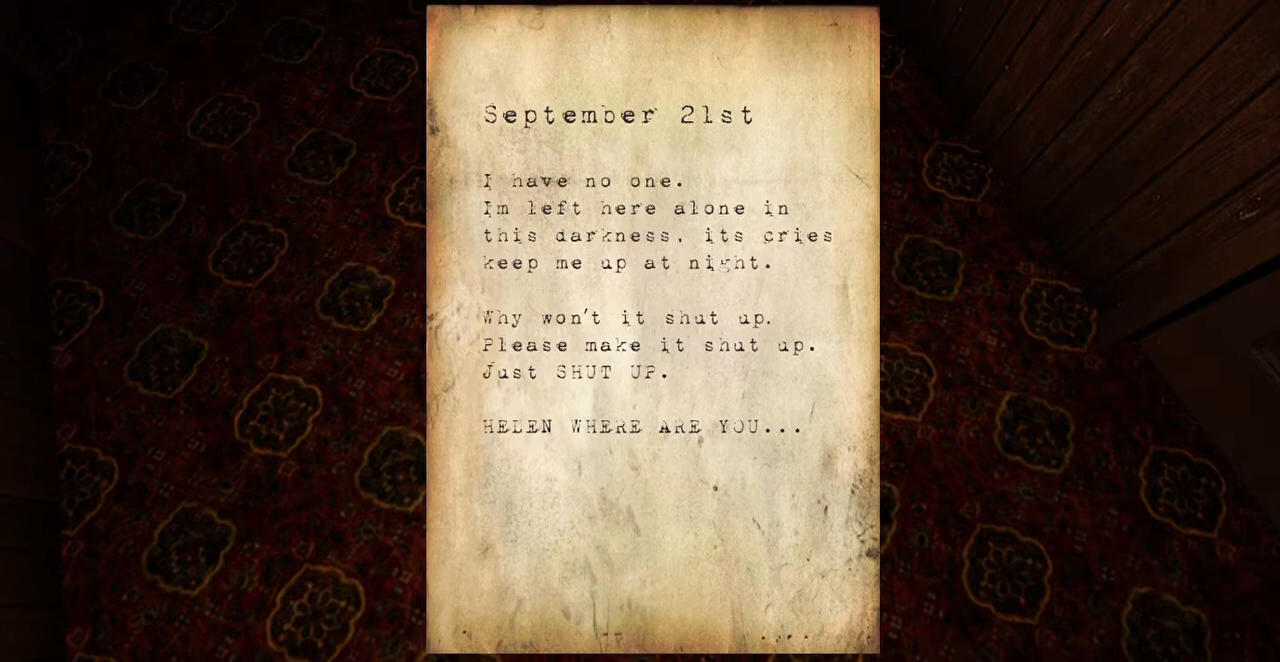 September 21st
I have no one.
Im left here alone in
this darkness, its cries
keep me up at night.
Why won't it shut up.
Please make it shut up.
Just SHUT UP.
HELEN WHERE ARE YOU...